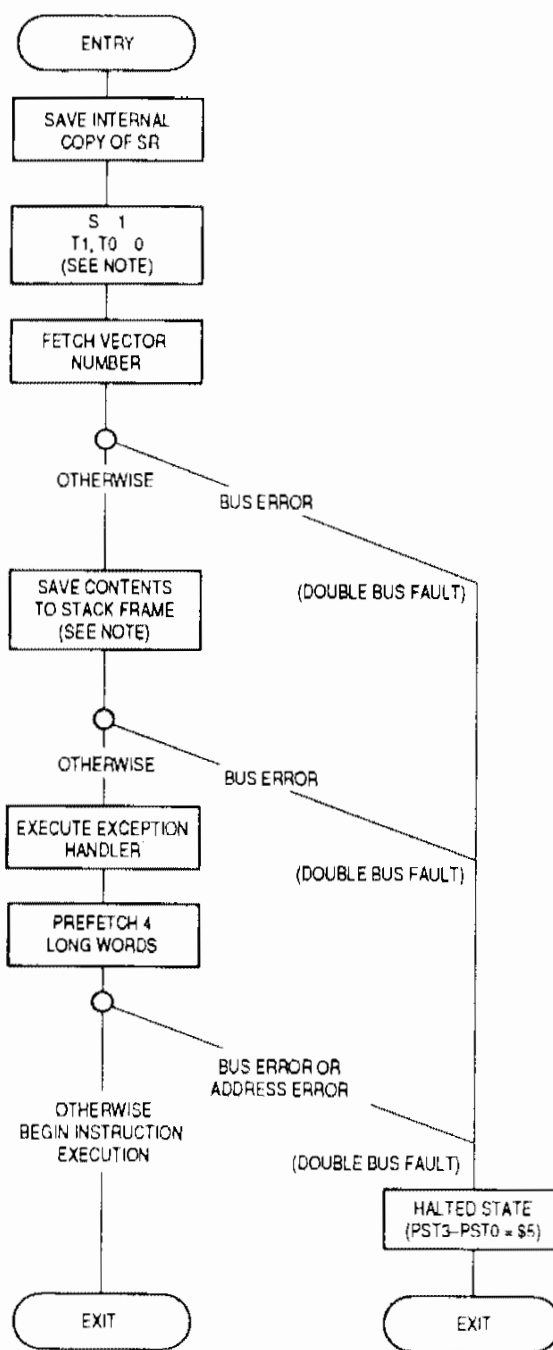 ENTRY
SAVE INTERNAL
COPY OF SR
S 1
T1, T0 0
(SEE NOTE)
FETCH VECTOR
NUMBER
OTHERWISE
BUS ERROR
(DOUBLE BUS FAULT)
SAVE CONTENTS
TO STACK FRAME
(SEE NOTE)
OTHERWISE
BUS ERROR
(DOUBLE BUS FAULT)
EXECUTE EXCEPTION
HANDLER
PREFETCH 4
LONG WORDS
BUS ERROR OR
ADDRESS ERROR
OTHERWISE
BEGIN INSTRUCTION
EXECUTION
(DOUBLE BUS FAULT)
HALTED STATE
(PST3–PST0 = $5)
EXIT
EXIT